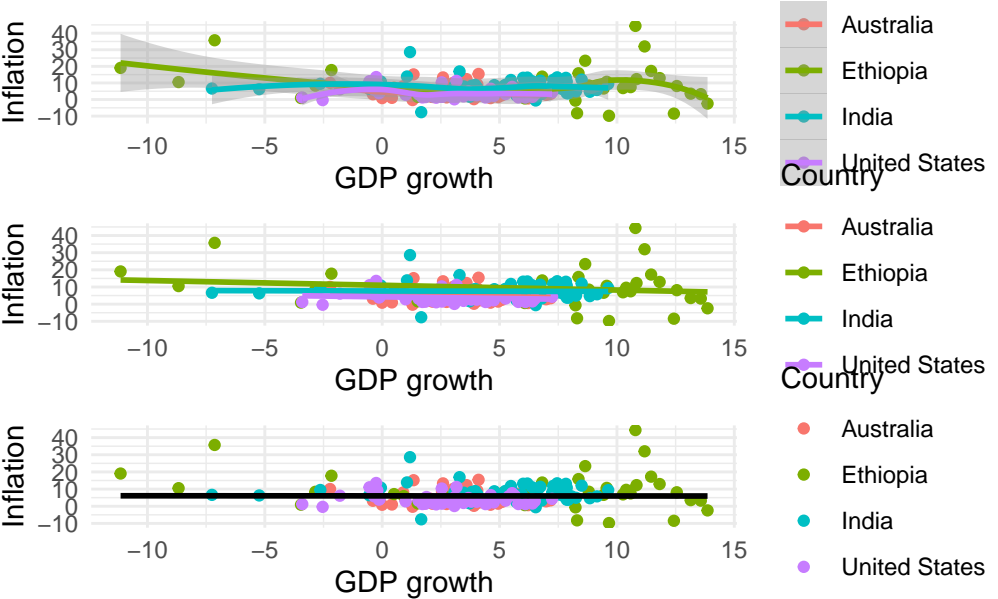 Inflation
40
30
20
10
0
−10
−10
−5
0
5
10
15
GDP growth
Australia
Ethiopia
India
United States
Country
Inflation
40
30
20
10
0
−10
−10
−5
0
5
10
15
GDP growth
Australia
Ethiopia
India
United States
Country
Inflation
40
30
20
10
0
−10
−10
−5
0
5
10
15
GDP growth
Australia
Ethiopia
India
United States